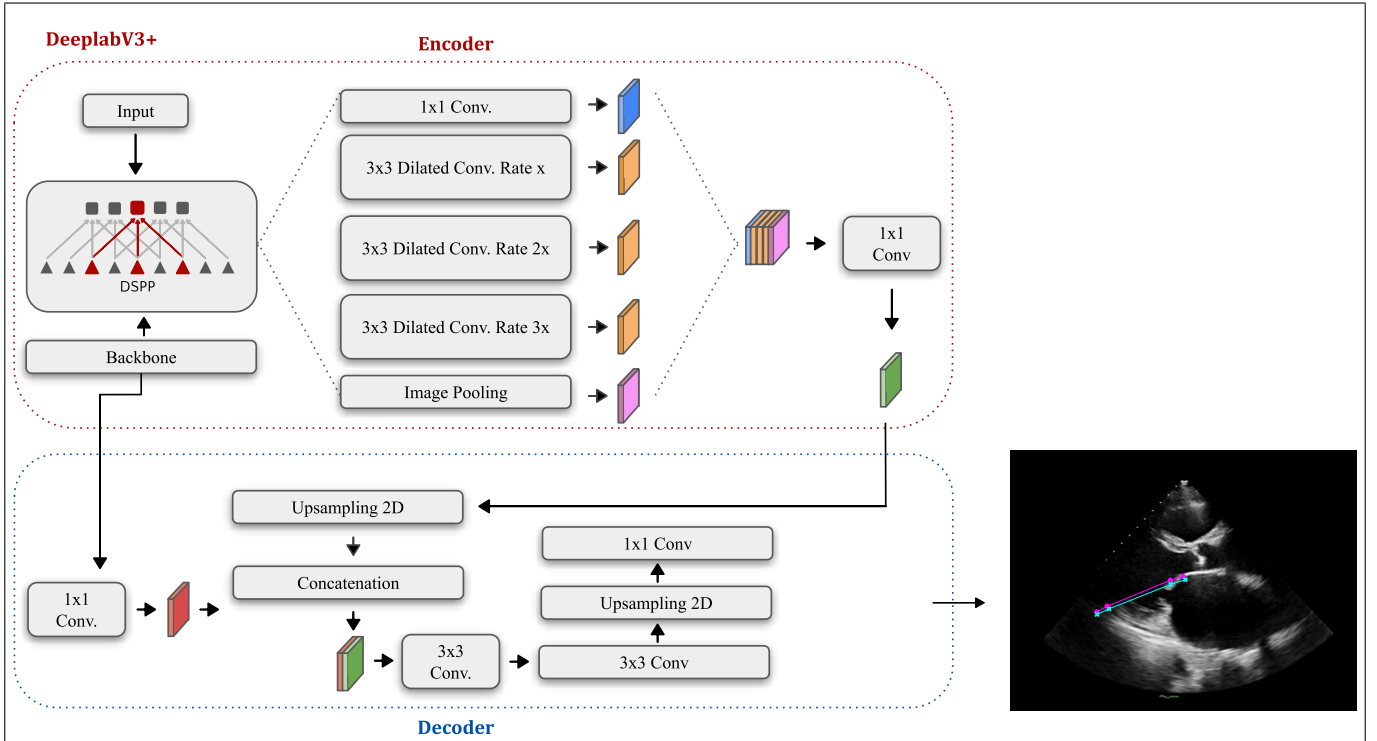 DeeplabV3+
Encoder
Input
DSPP
Backbone
1x1 Conv.
3x3 Dilated Conv. Rate x
3x3 Dilated Conv. Rate 2x
3x3 Dilated Conv. Rate 3x
Image Pooling
1x1
Conv
Upsampling 2D
Concatenation
1x1
Conv.
3x3
Conv.
1x1 Conv
Upsampling 2D
3x3 Conv
Decoder